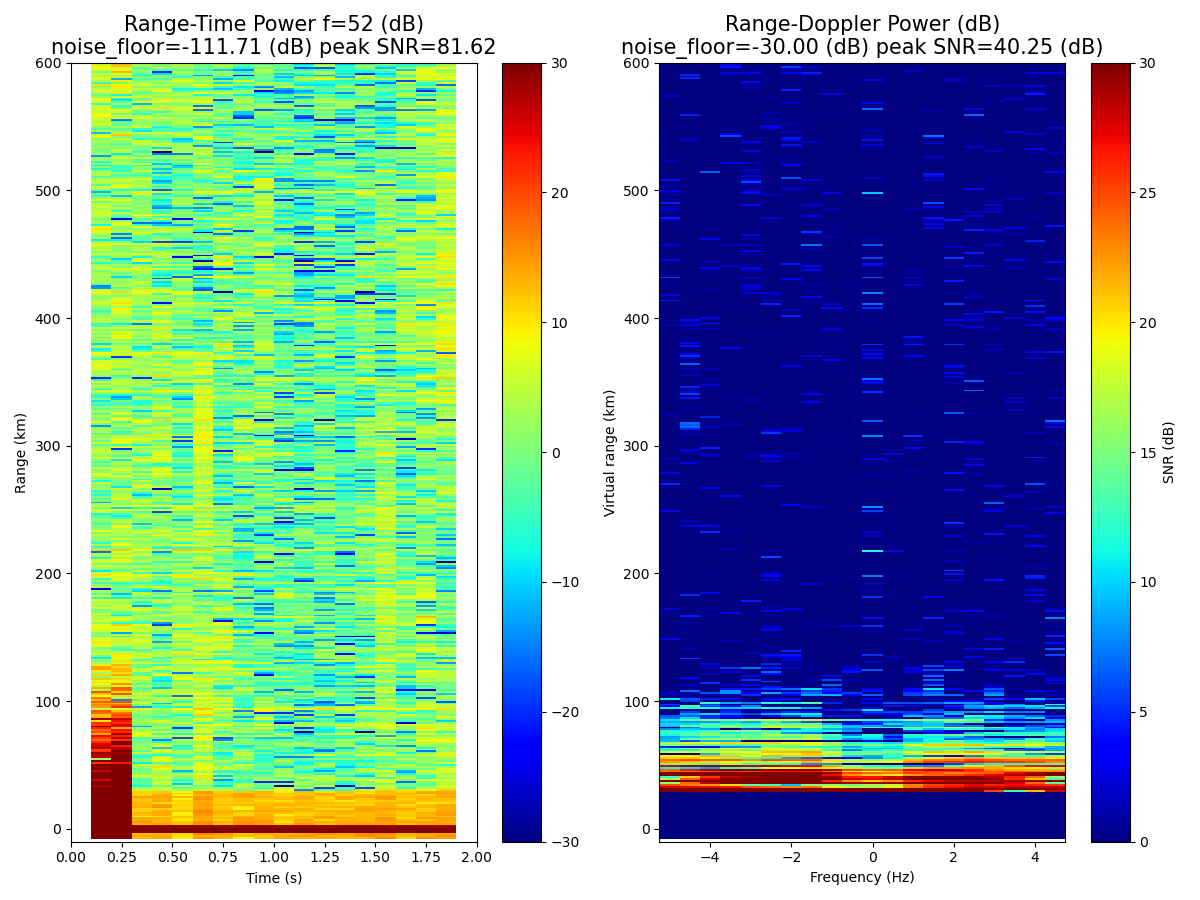 Range-Time Power f=52 (dB)
noise_floor=-111.71 (dB) peak SNR=81.62
Range-Doppler Power (dB)
noise_floor=-30.00 (dB) peak SNR=40.25 (dB)
600
500
400
300
200
100
0
Range (km)
0.00 0.25 0.50 0.75 1.00 1.25 1.50 1.75 2.00
Time (s)
30
20
10
0
−10
−20
−30
600
500
400
300
200
100
0
Virtual range (km)
−4 −2 0 2 4
Frequency (Hz)
30
25
20
15
10
5
0
SNR (dB)